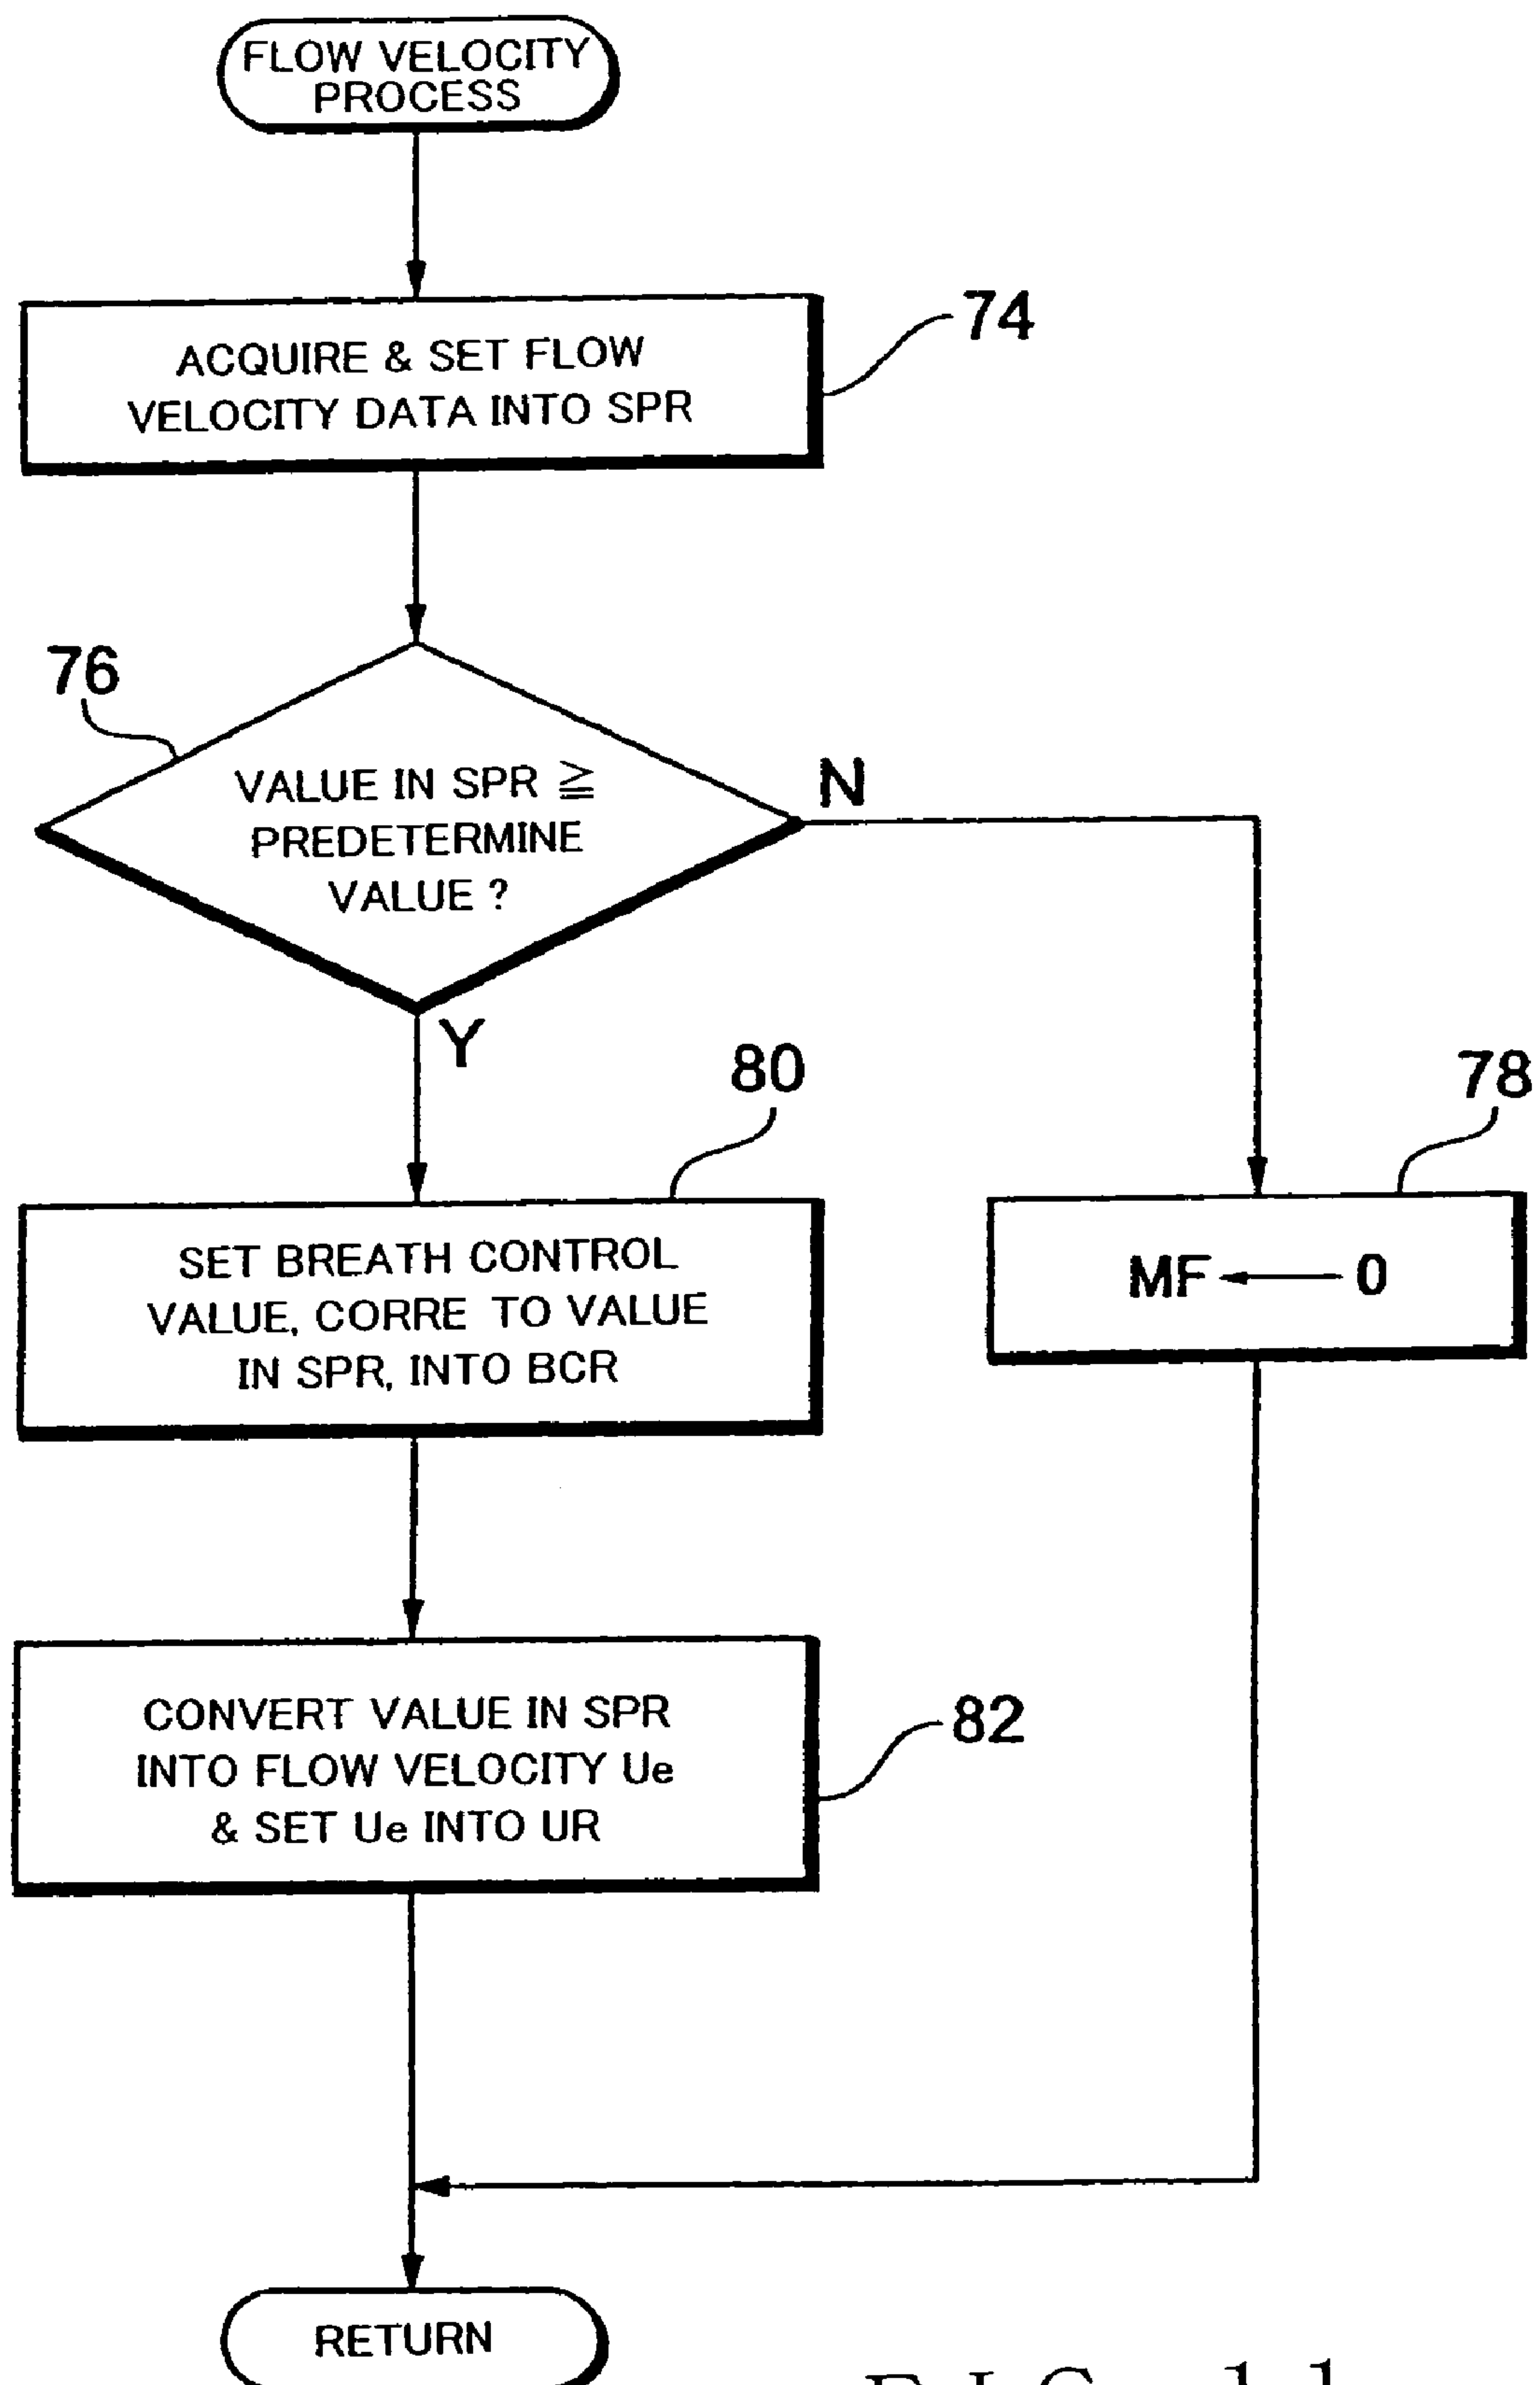 FLOW VELOCITY
PROCESS
ACQUIRE & SET FLOW
VELOCITY DATA INTO SPR
74
76
VALUE IN SPR ≧
PREDETERMINE
VALUE ?
N
Y
80
78
SET BREATH CONTROL
VALUE, CORRE TO VALUE
IN SPR, INTO BCR
MF ← 0
CONVERT VALUE IN SPR
INTO FLOW VELOCITY Ue
& SET Ue INTO UR
82
RETURN
FIG. 11